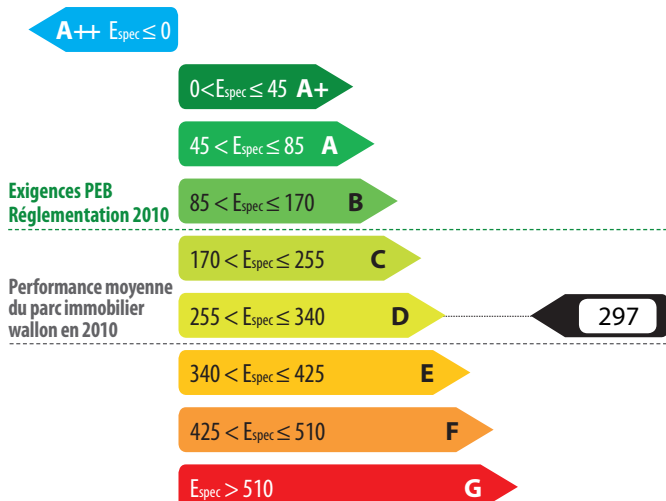 A++ Espec ≤ 0
0<Espec ≤ 45 A+
45 < Espec ≤ 85 A
Exigences PEB
Réglementation 2010
85 < Espec ≤ 170 B
170 < Espec ≤ 255 C
Performance moyenne
du parc immobilier
wallon en 2010
255 < Espec ≤ 340 D
297
340 < Espec ≤ 425 E
425 < Espec ≤ 510 F
Espec > 510 G